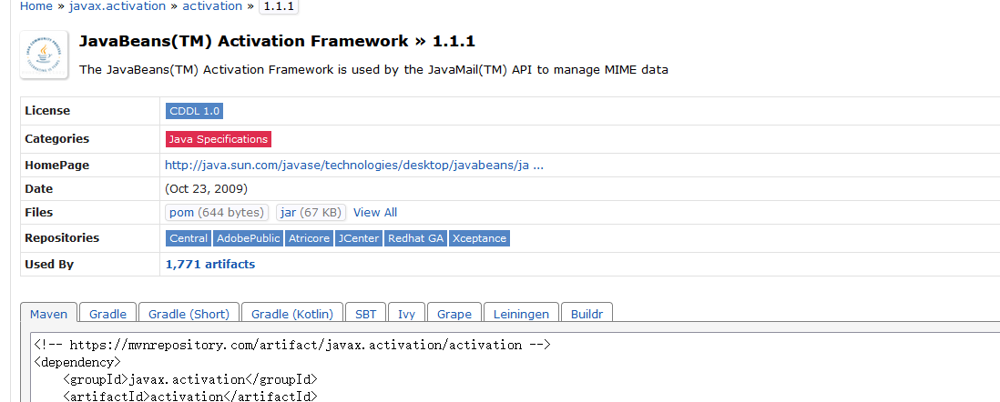 Home » javax.activation » activation » 1.1.1
JavaBeans(TM) Activation Framework » 1.1.1
The JavaBeans(TM) Activation Framework is used by the JavaMail(TM) API to manage MIME data
License CDDL 1.0
Categories Java Specifications
HomePage http://java.sun.com/javase/technologies/desktop/javabeans/ja ...
Date (Oct 23, 2009)
Files pom (644 bytes) jar (67 KB) View All
Repositories Central AdobePublic Atricore JCenter Redhat GA Xceptance
Used By 1,771 artifacts
Maven Gradle Gradle (Short) Gradle (Kotlin) SBT Ivy Grape Leiningen Buildr
<!-- https://mvnrepository.com/artifact/javax.activation/activation -->
<dependency>
    <groupId>javax.activation</groupId>
    <artifactId>activation</artifactId>